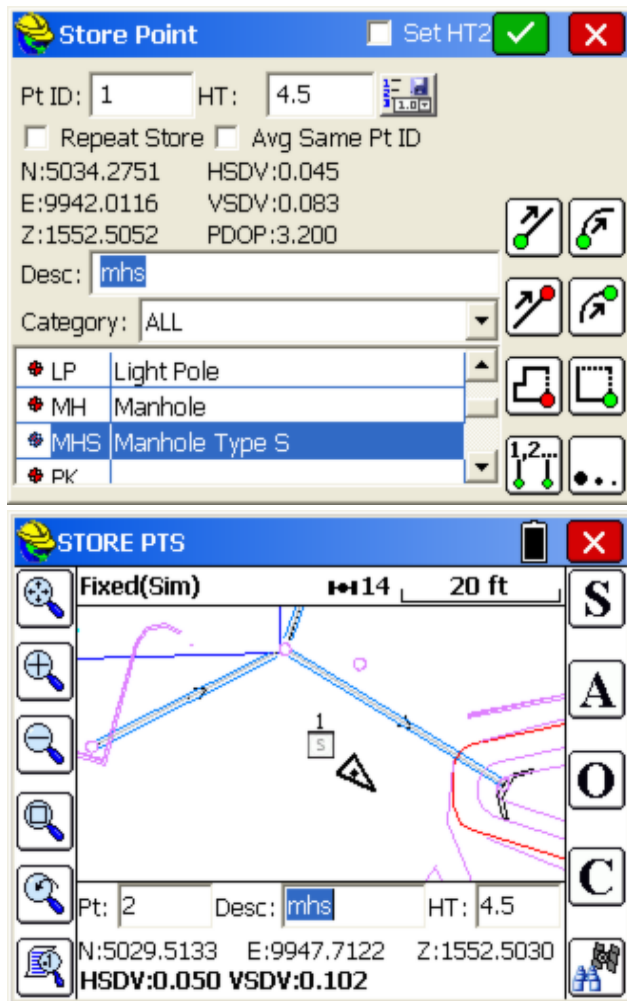 Store Point Set HT2
Pt ID: 1 HT: 4.5
Repeat Store Avg Same Pt ID
N:5034.2751 HSDV:0.045
E:9942.0116 VSDV:0.083
Z:1552.5052 PDOP:3.200
Desc: mhs
Category: ALL
LP Light Pole
MH Manhole
MHS Manhole Type S
PK
1,2...
STORE PTS
Fixed(Sim) 14 20 ft
S
A
1
S
O
C
Pt: 2 Desc: mhs HT: 4.5
N:5029.5133 E:9947.7122 Z:1552.5030
HSDV:0.050 VSDV:0.102